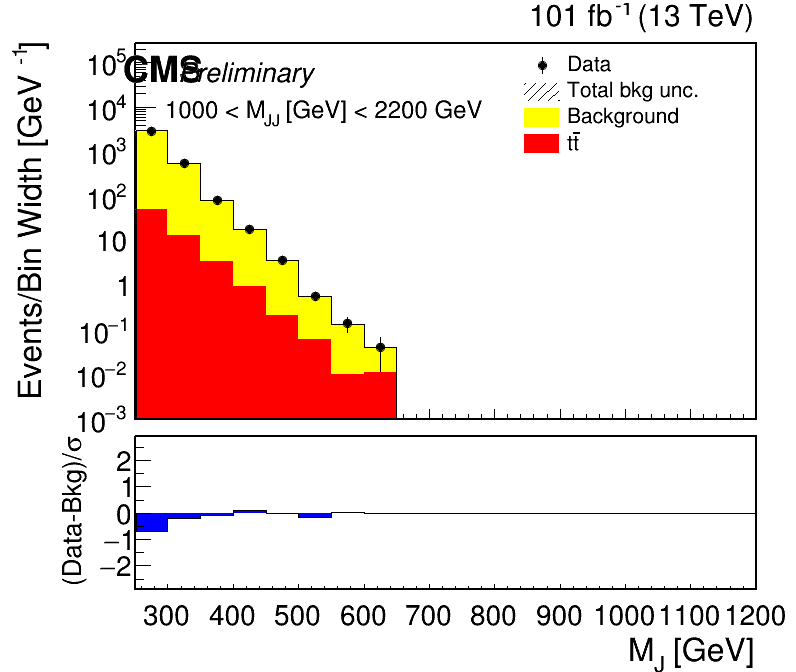 101 fb⁻¹ (13 TeV)
CMS Preliminary
1000 < M_JJ [GeV] < 2200 GeV
Data
Total bkg unc.
Background
tt̄
Events/Bin Width [GeV⁻¹]
10⁵
10⁴
10³
10²
10
1
10⁻¹
10⁻²
10⁻³
(Data-Bkg)/σ
2
1
0
−1
−2
300 400 500 600 700 800 900 1000 1100 1200
M_J [GeV]